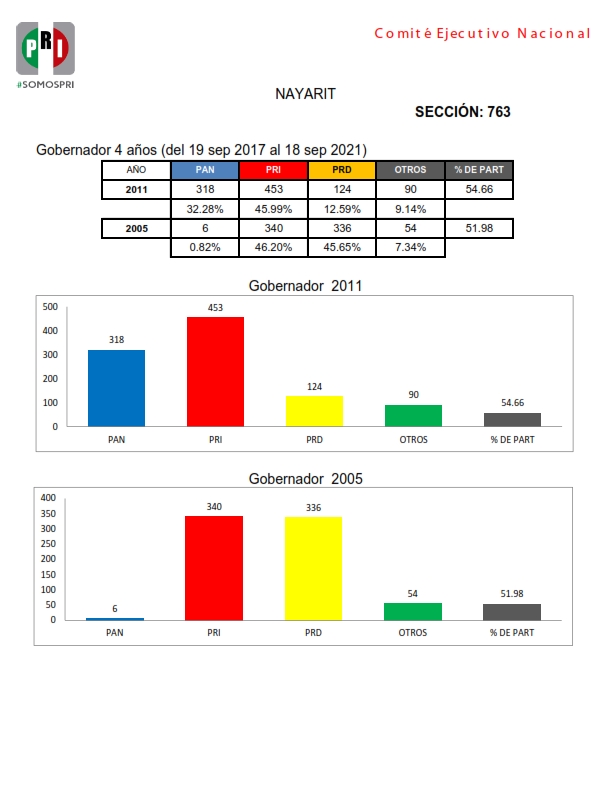 Comité Ejecutivo Nacional
PRI
#SOMOSPRI
NAYARIT
SECCIÓN: 763
Gobernador 4 años (del 19 sep 2017 al 18 sep 2021)
AÑO PAN PRI PRD OTROS % DE PART
2011 318 453 124 90 54.66
32.28% 45.99% 12.59% 9.14%
2005 6 340 336 54 51.98
0.82% 46.20% 45.65% 7.34%
Gobernador 2011
500
400
300
200
100
0
318
453
124
90
54.66
PAN PRI PRD OTROS % DE PART
Gobernador 2005
400
350
300
250
200
150
100
50
0
6
340
336
54
51.98
PAN PRI PRD OTROS % DE PART